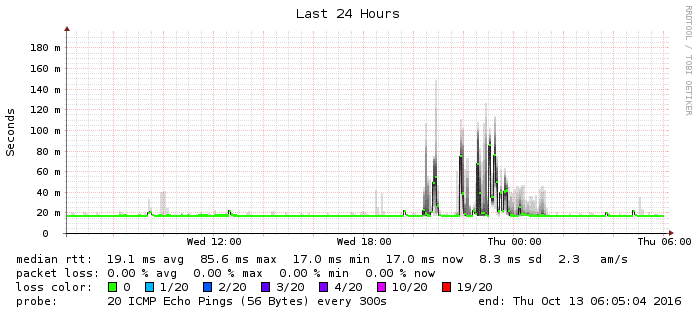 Last 24 Hours
RRDTOOL / TOBI OETIKER
Seconds
180 m
160 m
140 m
120 m
100 m
80 m
60 m
40 m
20 m
0
Wed 12:00 Wed 18:00 Thu 00:00 Thu 06:00
median rtt: 19.1 ms avg 85.6 ms max 17.0 ms min 17.0 ms now 8.3 ms sd 2.3 am/s
packet loss: 0.00 % avg 0.00 % max 0.00 % min 0.00 % now
loss color: 0 1/20 2/20 3/20 4/20 10/20 19/20
probe: 20 ICMP Echo Pings (56 Bytes) every 300s end: Thu Oct 13 06:05:04 2016